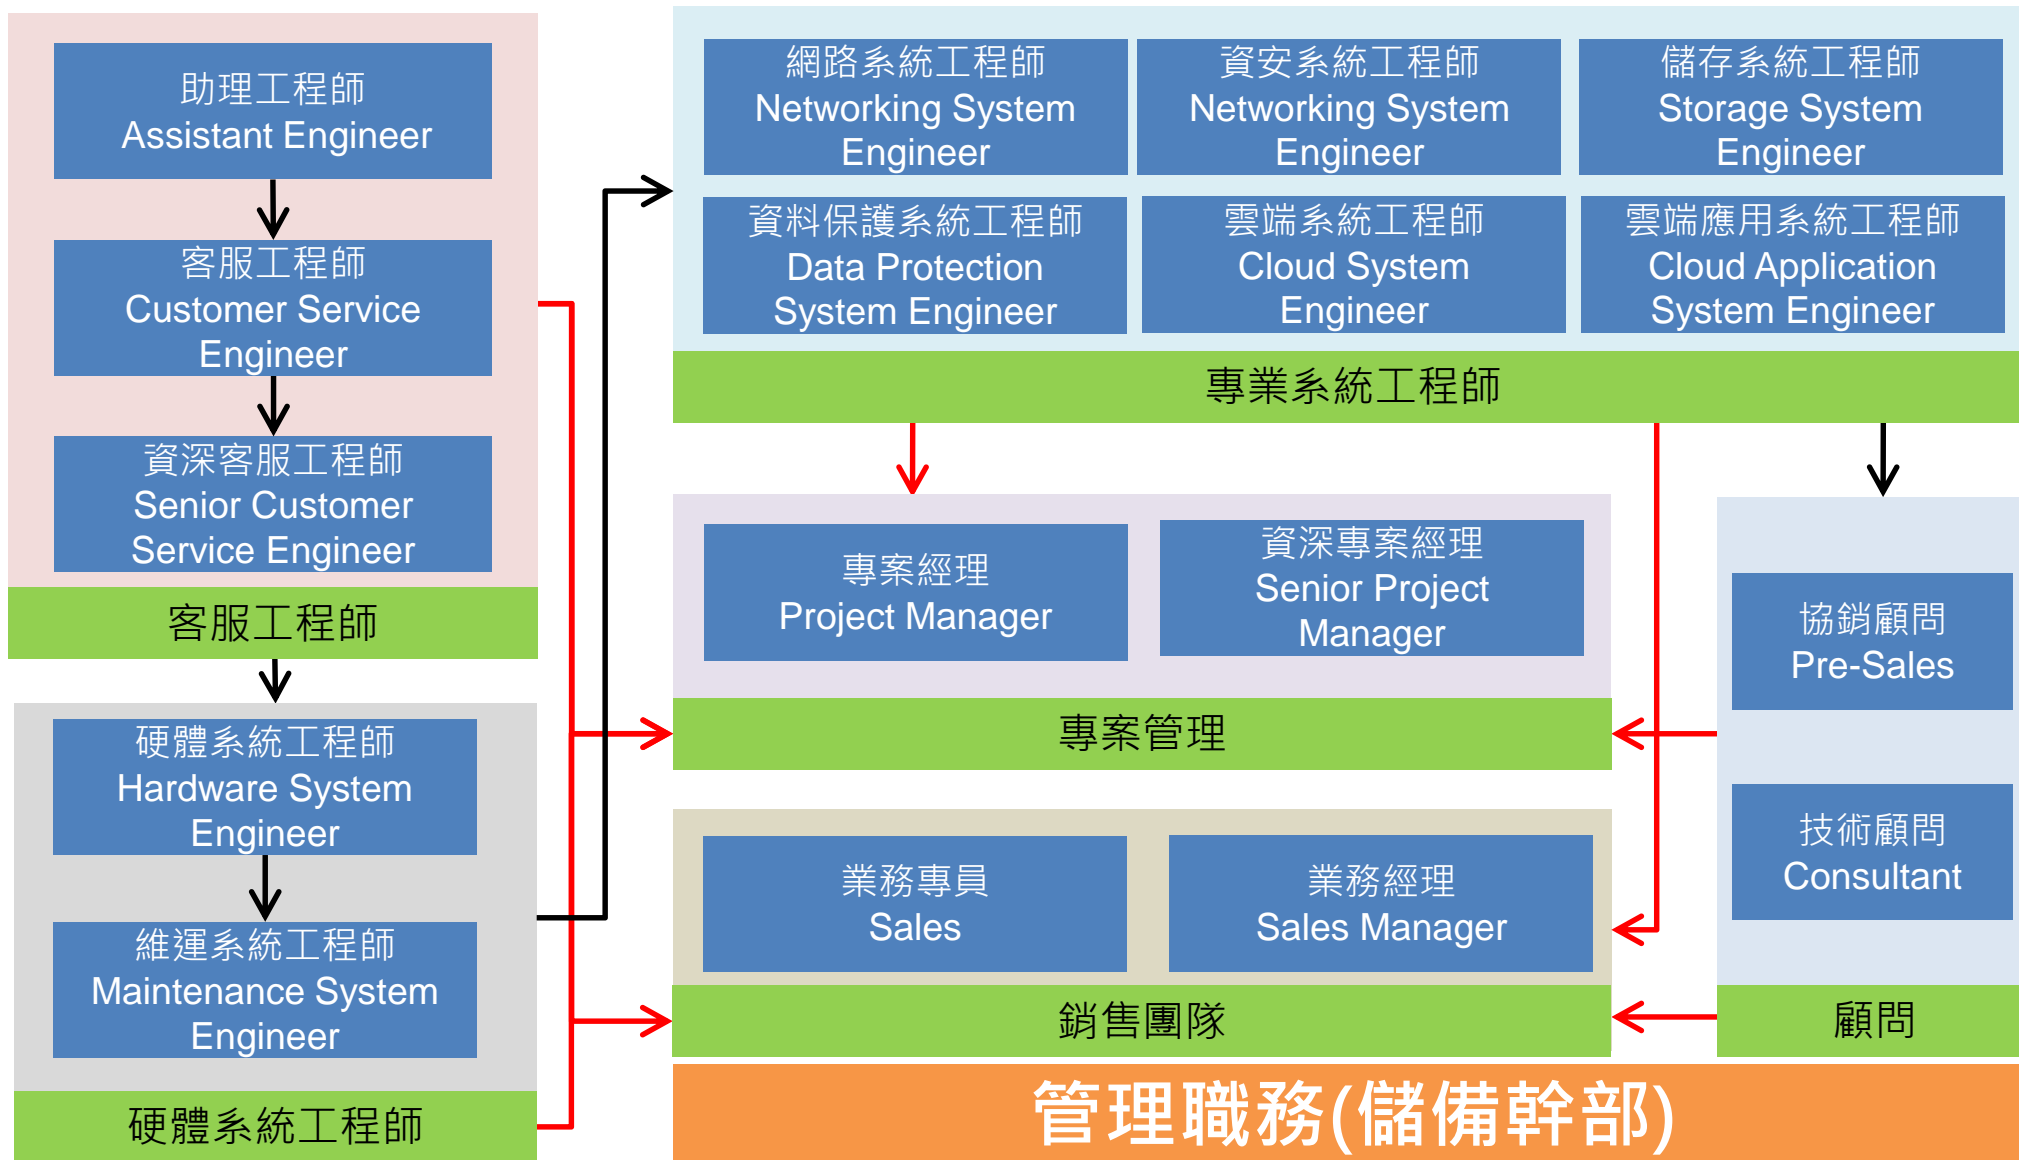 助理工程師
Assistant Engineer
客服工程師
Customer Service
Engineer
資深客服工程師
Senior Customer
Service Engineer
客服工程師
硬體系統工程師
Hardware System
Engineer
維運系統工程師
Maintenance System
Engineer
硬體系統工程師
網路系統工程師
Networking System
Engineer
資安系統工程師
Networking System
Engineer
儲存系統工程師
Storage System
Engineer
資料保護系統工程師
Data Protection
System Engineer
雲端系統工程師
Cloud System
Engineer
雲端應用系統工程師
Cloud Application
System Engineer
專業系統工程師
專案經理
Project Manager
資深專案經理
Senior Project
Manager
專案管理
業務專員
Sales
業務經理
Sales Manager
銷售團隊
協銷顧問
Pre-Sales
技術顧問
Consultant
顧問
管理職務(儲備幹部)